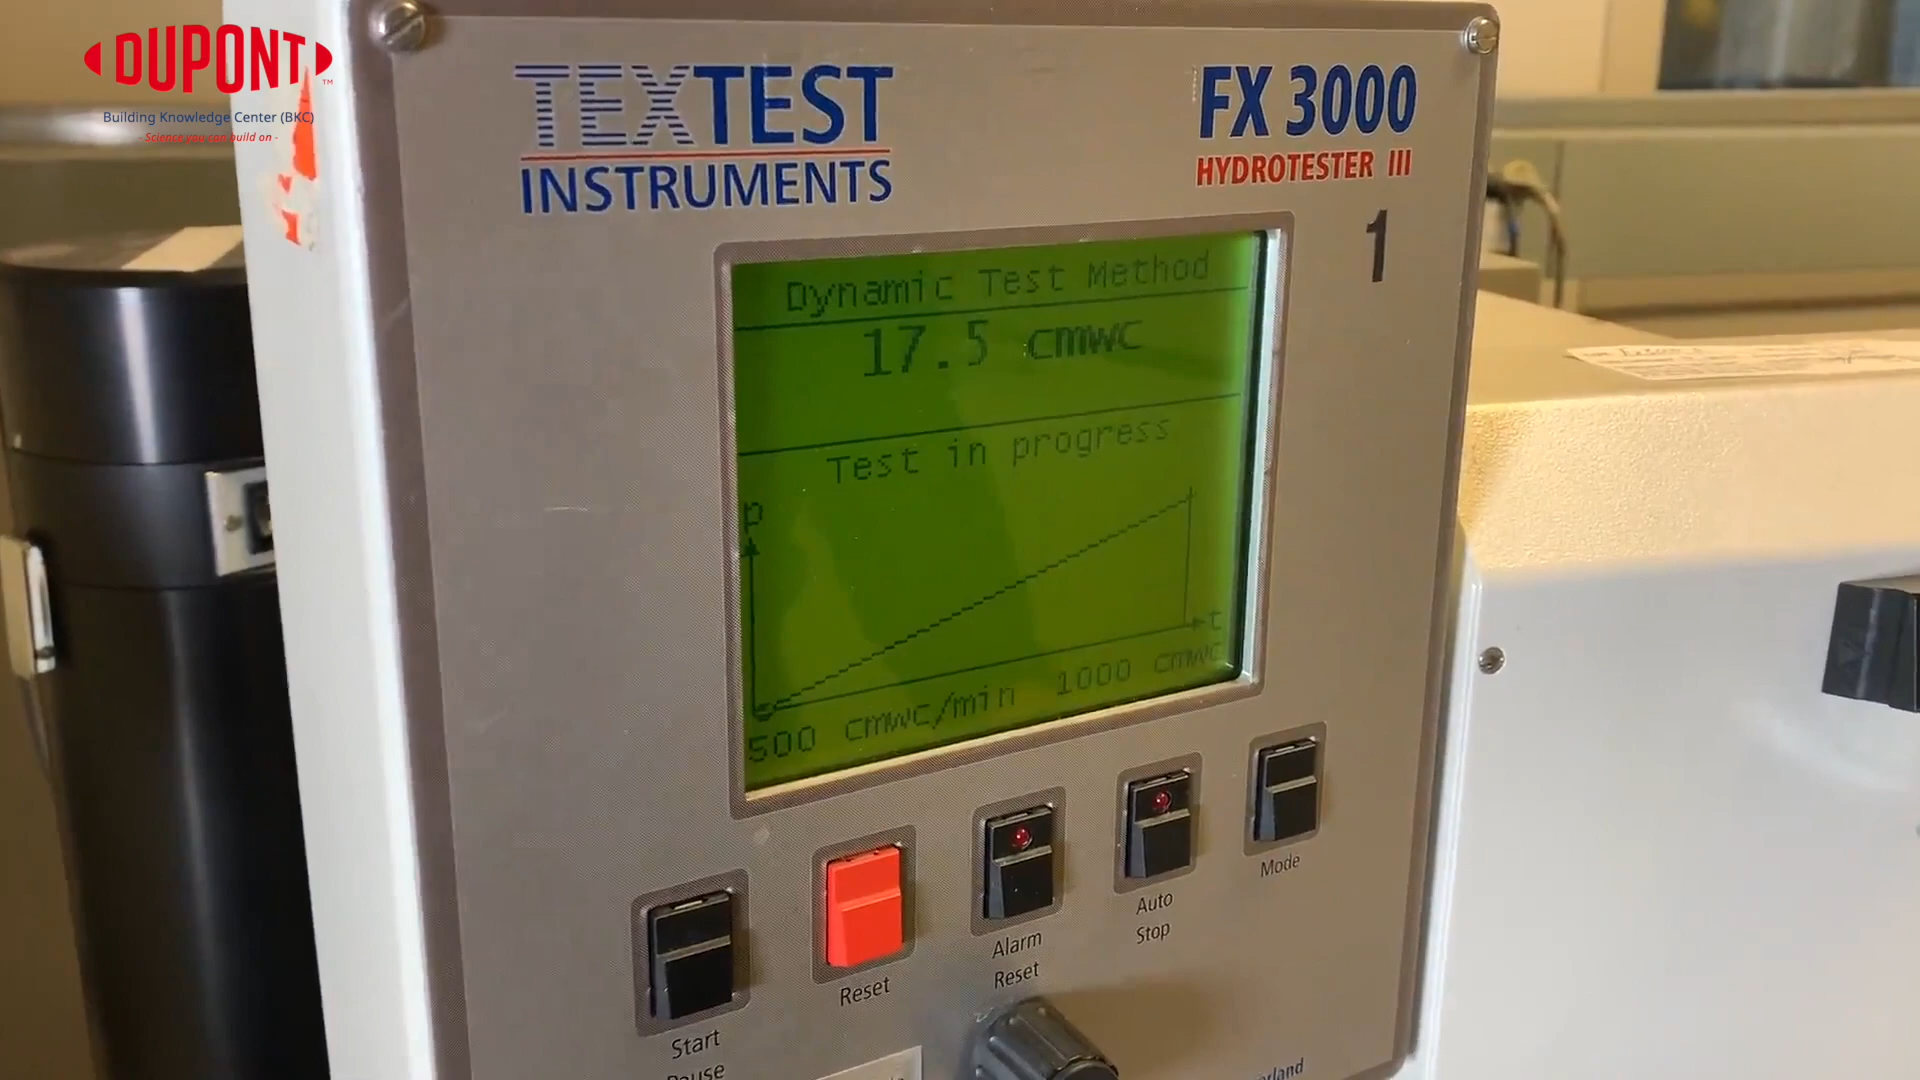 DUPONT™
Building Knowledge Center (BKC)
- Science you can build on -
TEXTEST
INSTRUMENTS
FX 3000
HYDROTESTER III
1
Dynamic Test Method
17.5 cmwc
Test in progress
p
t
500 cmwc/min 1000 cmwc
Start
Pause
Reset
Alarm
Reset
Auto
Stop
Mode